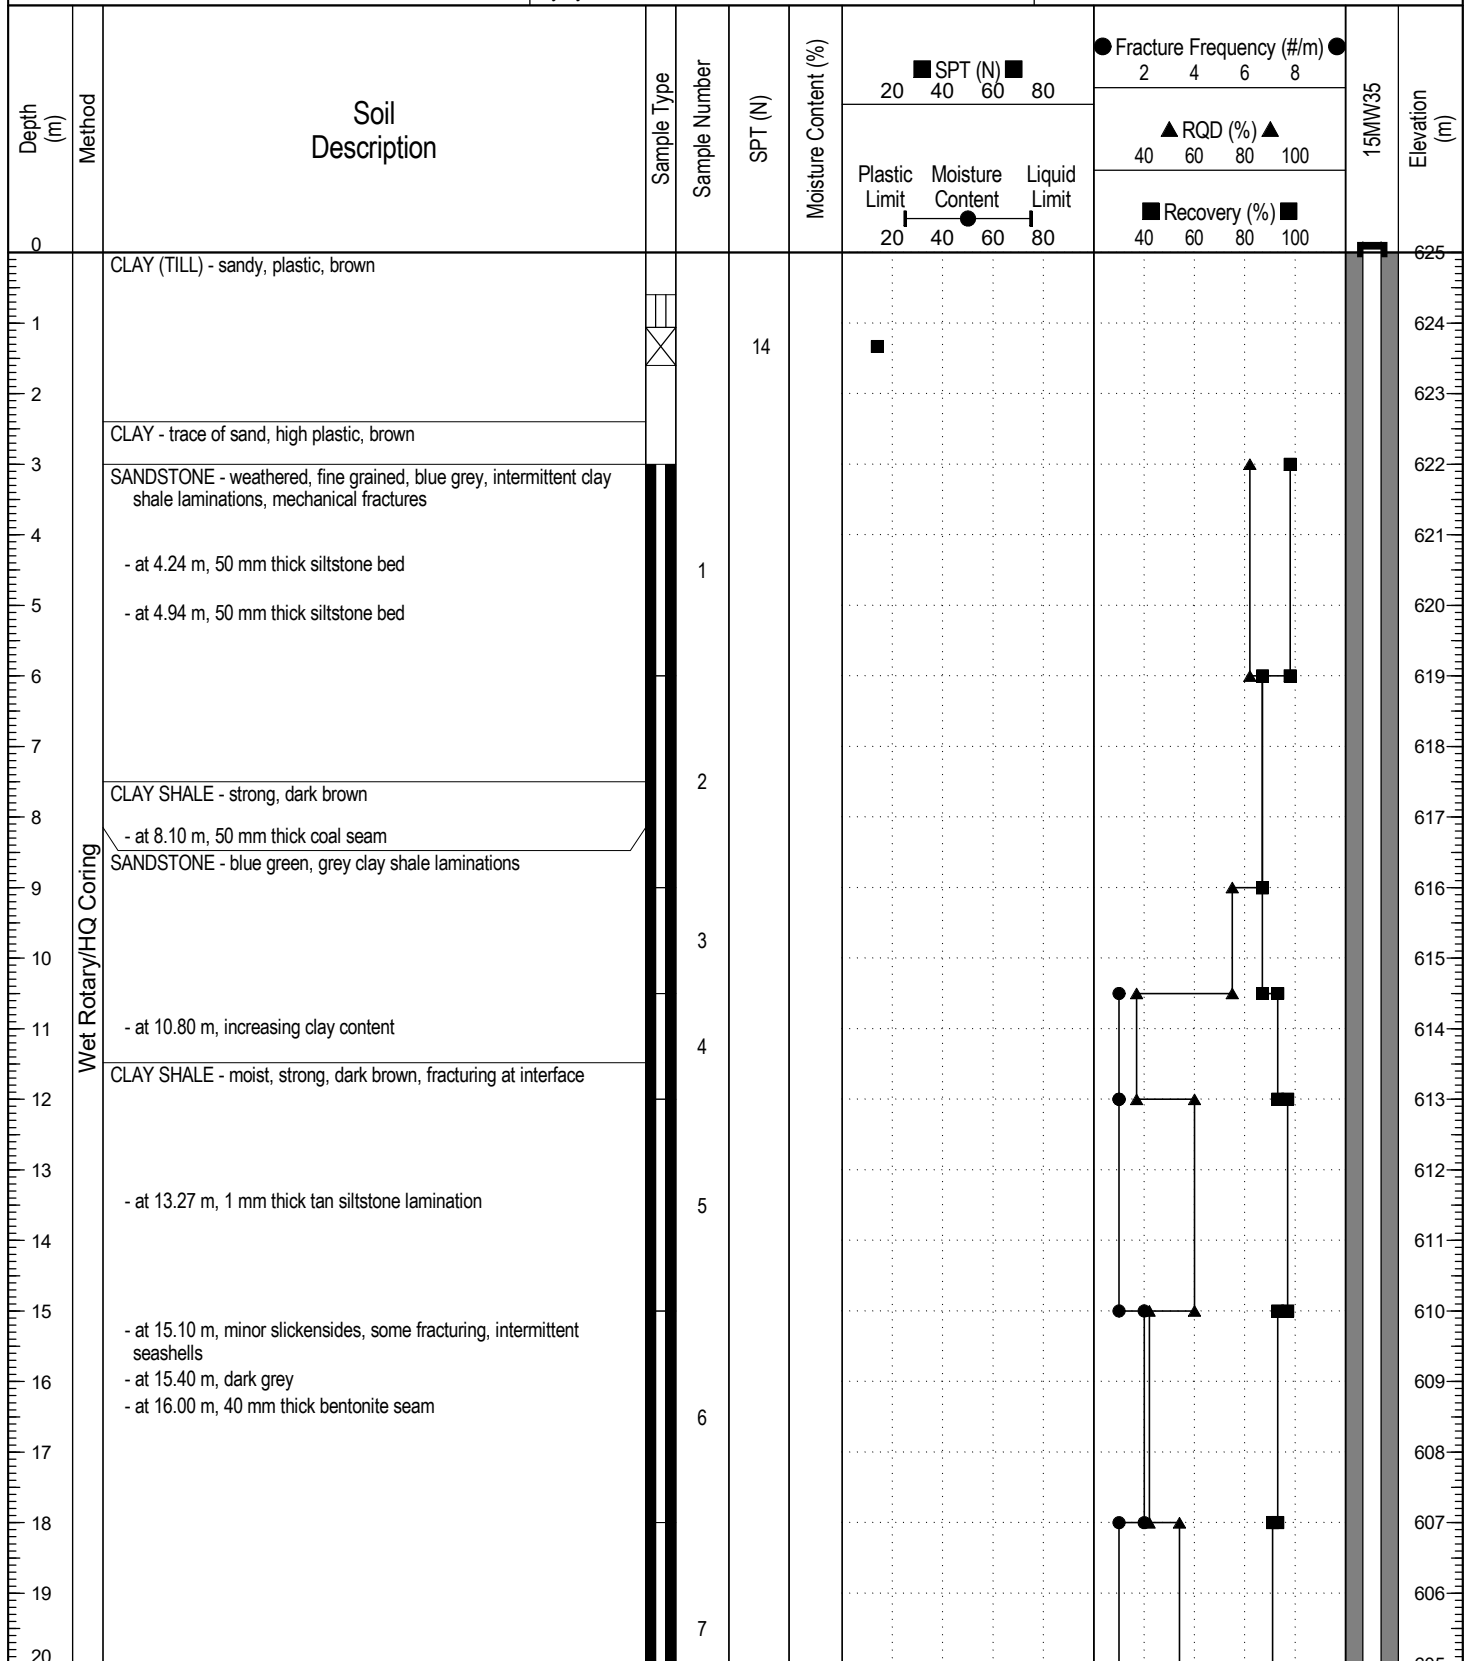 Depth
(m)
Method
Soil
Description
Sample Type
Sample Number
SPT (N)
Moisture Content (%)
■ SPT (N) ■
20 40 60 80
Plastic Moisture Liquid
Limit Content Limit
20 40 60 80
● Fracture Frequency (#/m) ●
2 4 6 8
▲ RQD (%) ▲
40 60 80 100
■ Recovery (%) ■
40 60 80 100
15MW35
Elevation
(m)
0
625
CLAY (TILL) - sandy, plastic, brown
1
624
14
2
623
CLAY - trace of sand, high plastic, brown
3
622
SANDSTONE - weathered, fine grained, blue grey, intermittent clay
shale laminations, mechanical fractures
4
621
- at 4.24 m, 50 mm thick siltstone bed
1
5
620
- at 4.94 m, 50 mm thick siltstone bed
6
619
7
618
2
CLAY SHALE - strong, dark brown
8
617
- at 8.10 m, 50 mm thick coal seam
SANDSTONE - blue green, grey clay shale laminations
9
616
Wet Rotary/HQ Coring
3
10
615
- at 10.80 m, increasing clay content
11
614
4
CLAY SHALE - moist, strong, dark brown, fracturing at interface
12
613
13
612
- at 13.27 m, 1 mm thick tan siltstone lamination
5
14
611
15
610
- at 15.10 m, minor slickensides, some fracturing, intermittent
seashells
- at 15.40 m, dark grey
16
609
- at 16.00 m, 40 mm thick bentonite seam
6
17
608
18
607
19
606
7
20